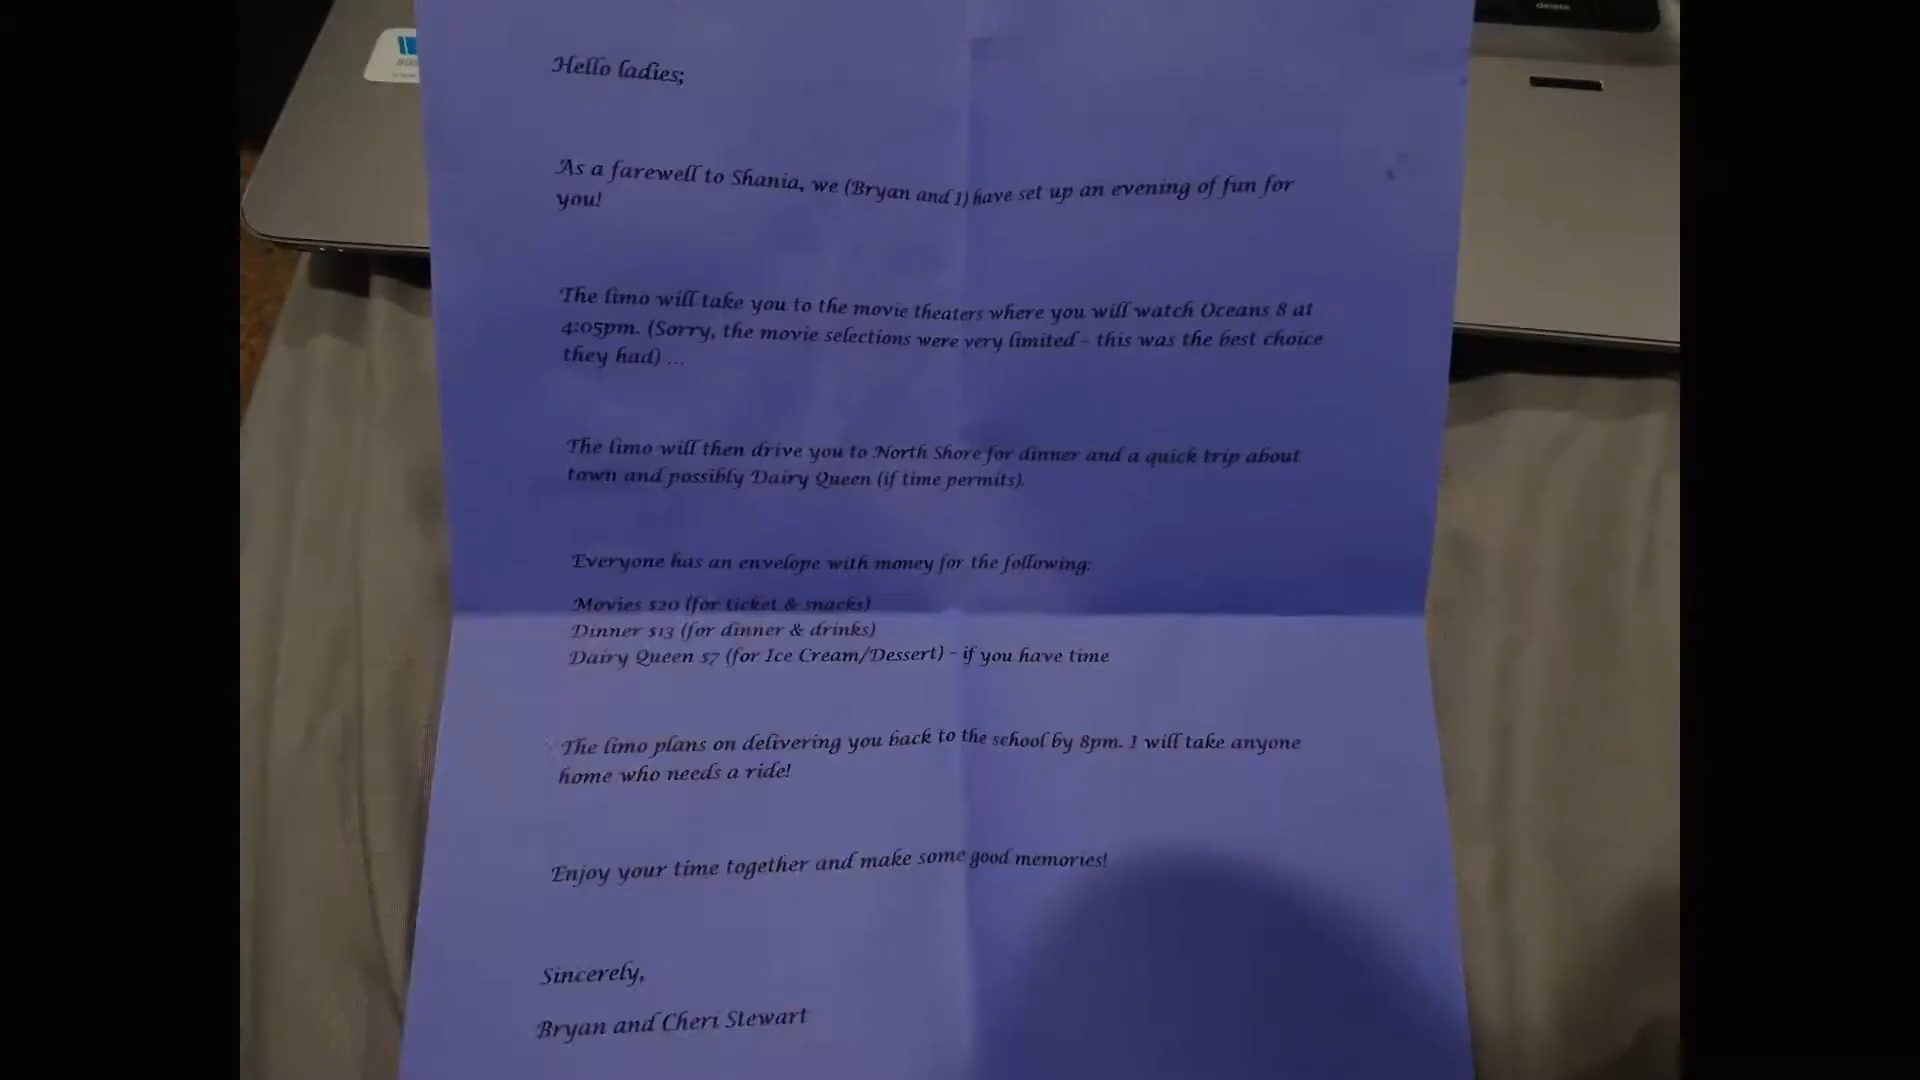 delete
Hello ladies;
As a farewell to Shania, we (Bryan and I) have set up an evening of fun for
you!
The limo will take you to the movie theaters where you will watch Oceans 8 at
4:05pm. (Sorry, the movie selections were very limited - this was the best choice
they had) ...
The limo will then drive you to North Shore for dinner and a quick trip about
town and possibly Dairy Queen (if time permits).
Everyone has an envelope with money for the following:
Movies $20 (for ticket & snacks)
Dinner $13 (for dinner & drinks)
Dairy Queen $7 (for Ice Cream/Dessert) - if you have time
The limo plans on delivering you back to the school by 8pm. I will take anyone
home who needs a ride!
Enjoy your time together and make some good memories!
Sincerely,
Bryan and Cheri Stewart